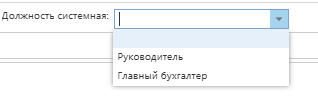 Должность системная:
Руководитель
Главный бухгалтер